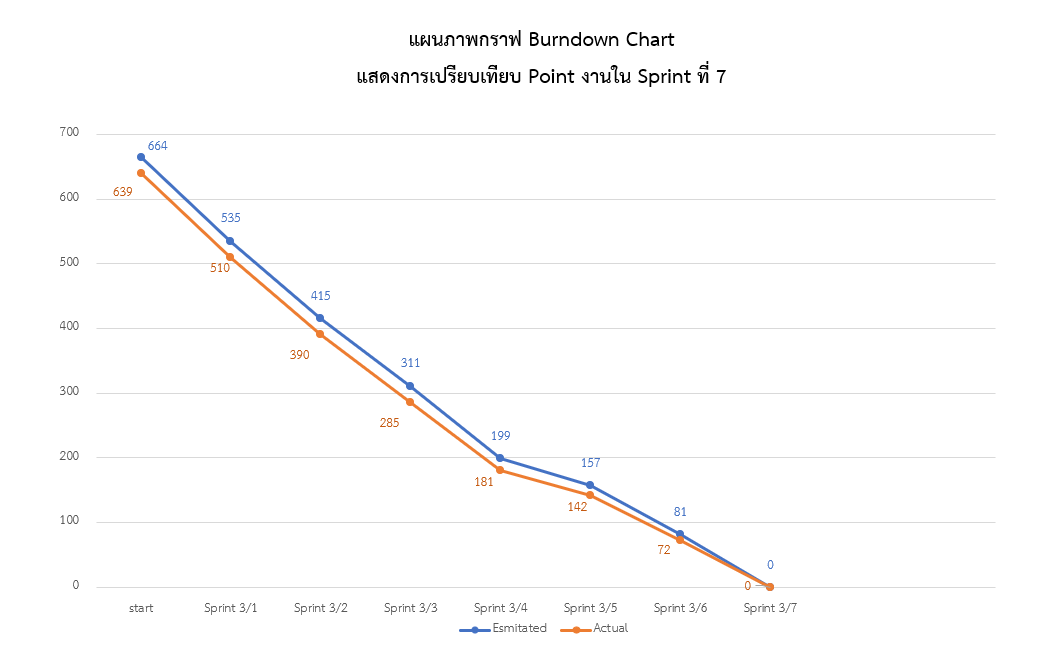 แผนภาพกราฟ Burndown Chart
แสดงการเปรียบเทียบ Point งานใน Sprint ที่ 7
700
600
500
400
300
200
100
0
664
535
415
311
199
157
81
0
639
510
390
285
181
142
72
0
start
Sprint 3/1
Sprint 3/2
Sprint 3/3
Sprint 3/4
Sprint 3/5
Sprint 3/6
Sprint 3/7
Esmitated
Actual